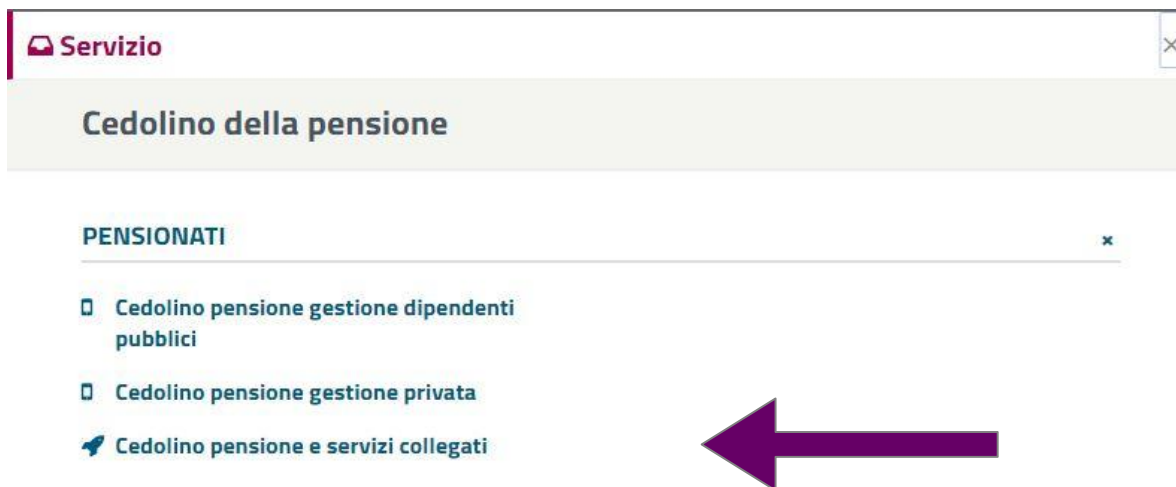 Servizio
Cedolino della pensione
PENSIONATI
Cedolino pensione gestione dipendenti
pubblici
Cedolino pensione gestione privata
Cedolino pensione e servizi collegati